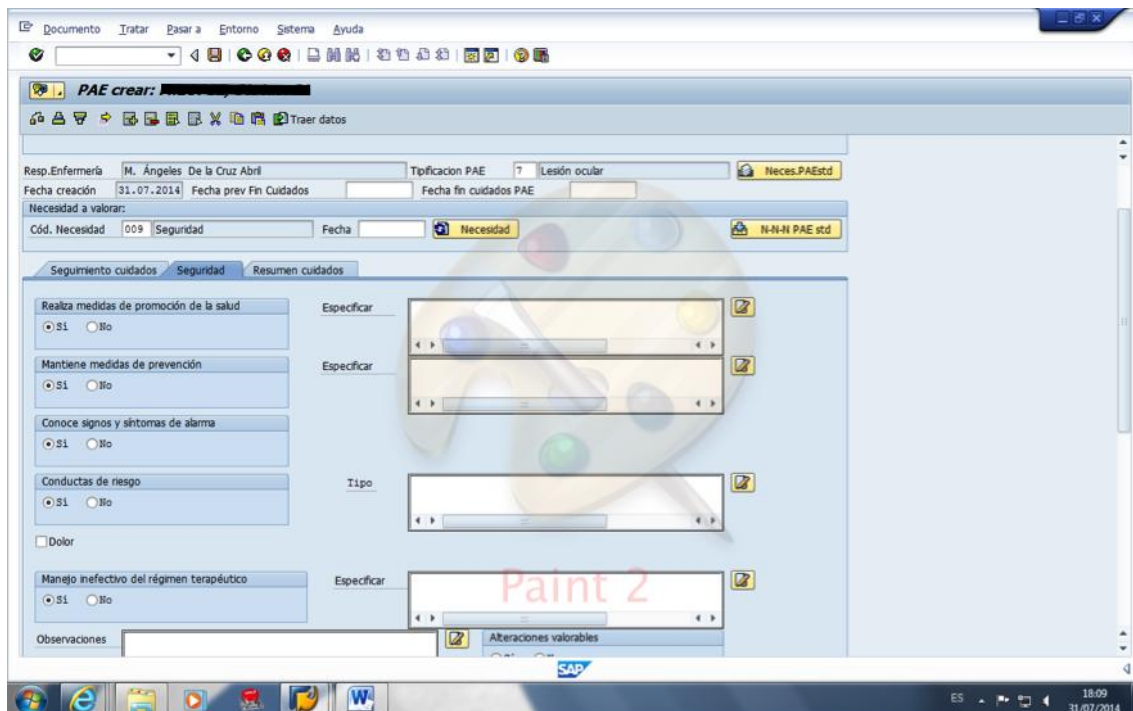 Documento Tratar Pasar a Entorno Sistema Ayuda
PAE crear:
Traer datos
Resp.Enfermería M. Ángeles De la Cruz Abril Tipificacion PAE 7 Lesión ocular Neces.PAEstd
Fecha creación 31.07.2014 Fecha prev Fin Cuidados Fecha fin cuidados PAE
Necesidad a valorar:
Cód. Necesidad 009 Seguridad Fecha Necesidad N-N-N PAE std
Seguimiento cuidados Seguridad Resumen cuidados
Realiza medidas de promoción de la salud Especificar
Si No
Mantiene medidas de prevención Especificar
Si No
Conoce signos y síntomas de alarma
Si No
Conductas de riesgo Tipo
Si No
Dolor
Manejo inefectivo del régimen terapéutico Especificar
Si No
Paint 2
Observaciones Alteraciones valorables
SAP
ES 18:09
31/07/2014